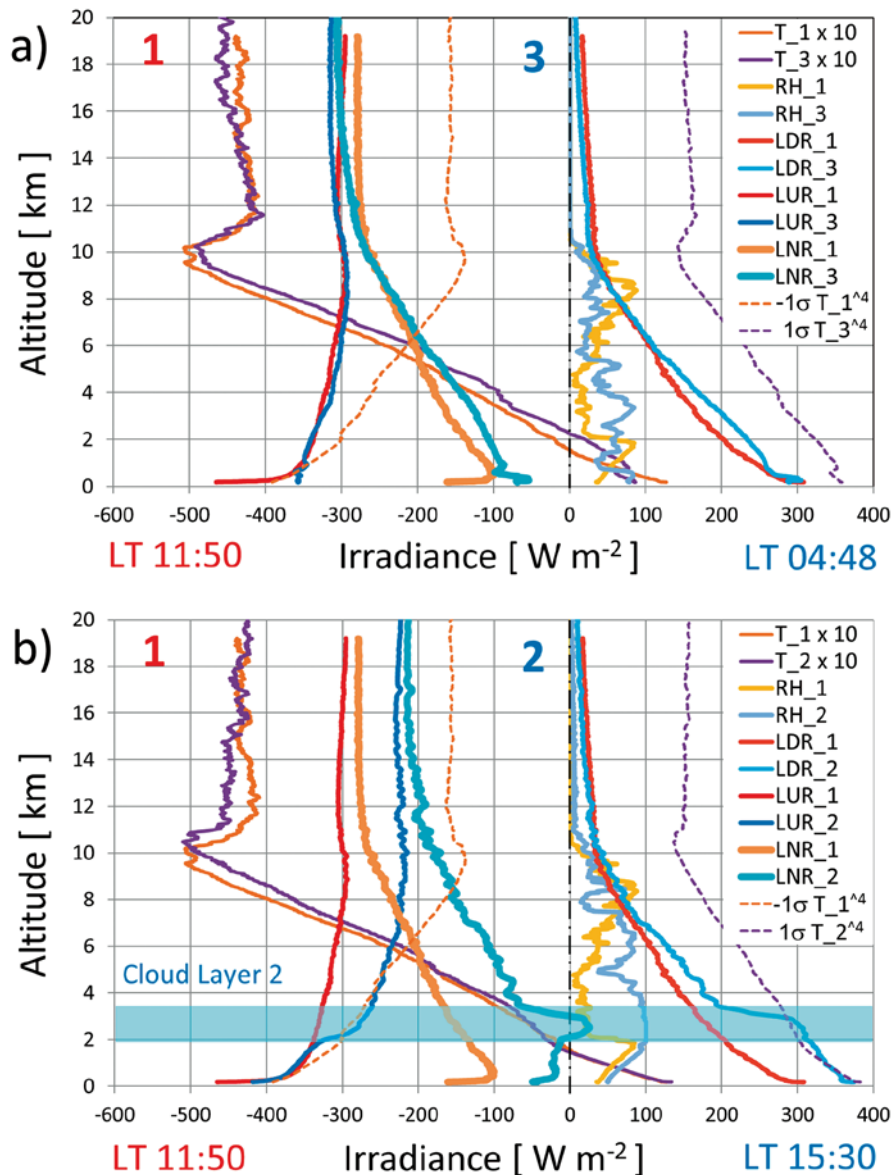 a)
1
3
T_1 x 10
T_3 x 10
RH_1
RH_3
LDR_1
LDR_3
LUR_1
LUR_3
LNR_1
LNR_3
-1σ T_1^4
1σ T_3^4
Altitude [ km ]
20
18
16
14
12
10
8
6
4
2
0
-600 -500 -400 -300 -200 -100 0 100 200 300 400
LT 11:50 Irradiance [ W m-2 ] LT 04:48
b)
1
2
T_1 x 10
T_2 x 10
RH_1
RH_2
LDR_1
LDR_2
LUR_1
LUR_2
LNR_1
LNR_2
-1σ T_1^4
1σ T_2^4
Altitude [ km ]
20
18
16
14
12
10
8
6
4
2
0
Cloud Layer 2
-600 -500 -400 -300 -200 -100 0 100 200 300 400
LT 11:50 Irradiance [ W m-2 ] LT 15:30